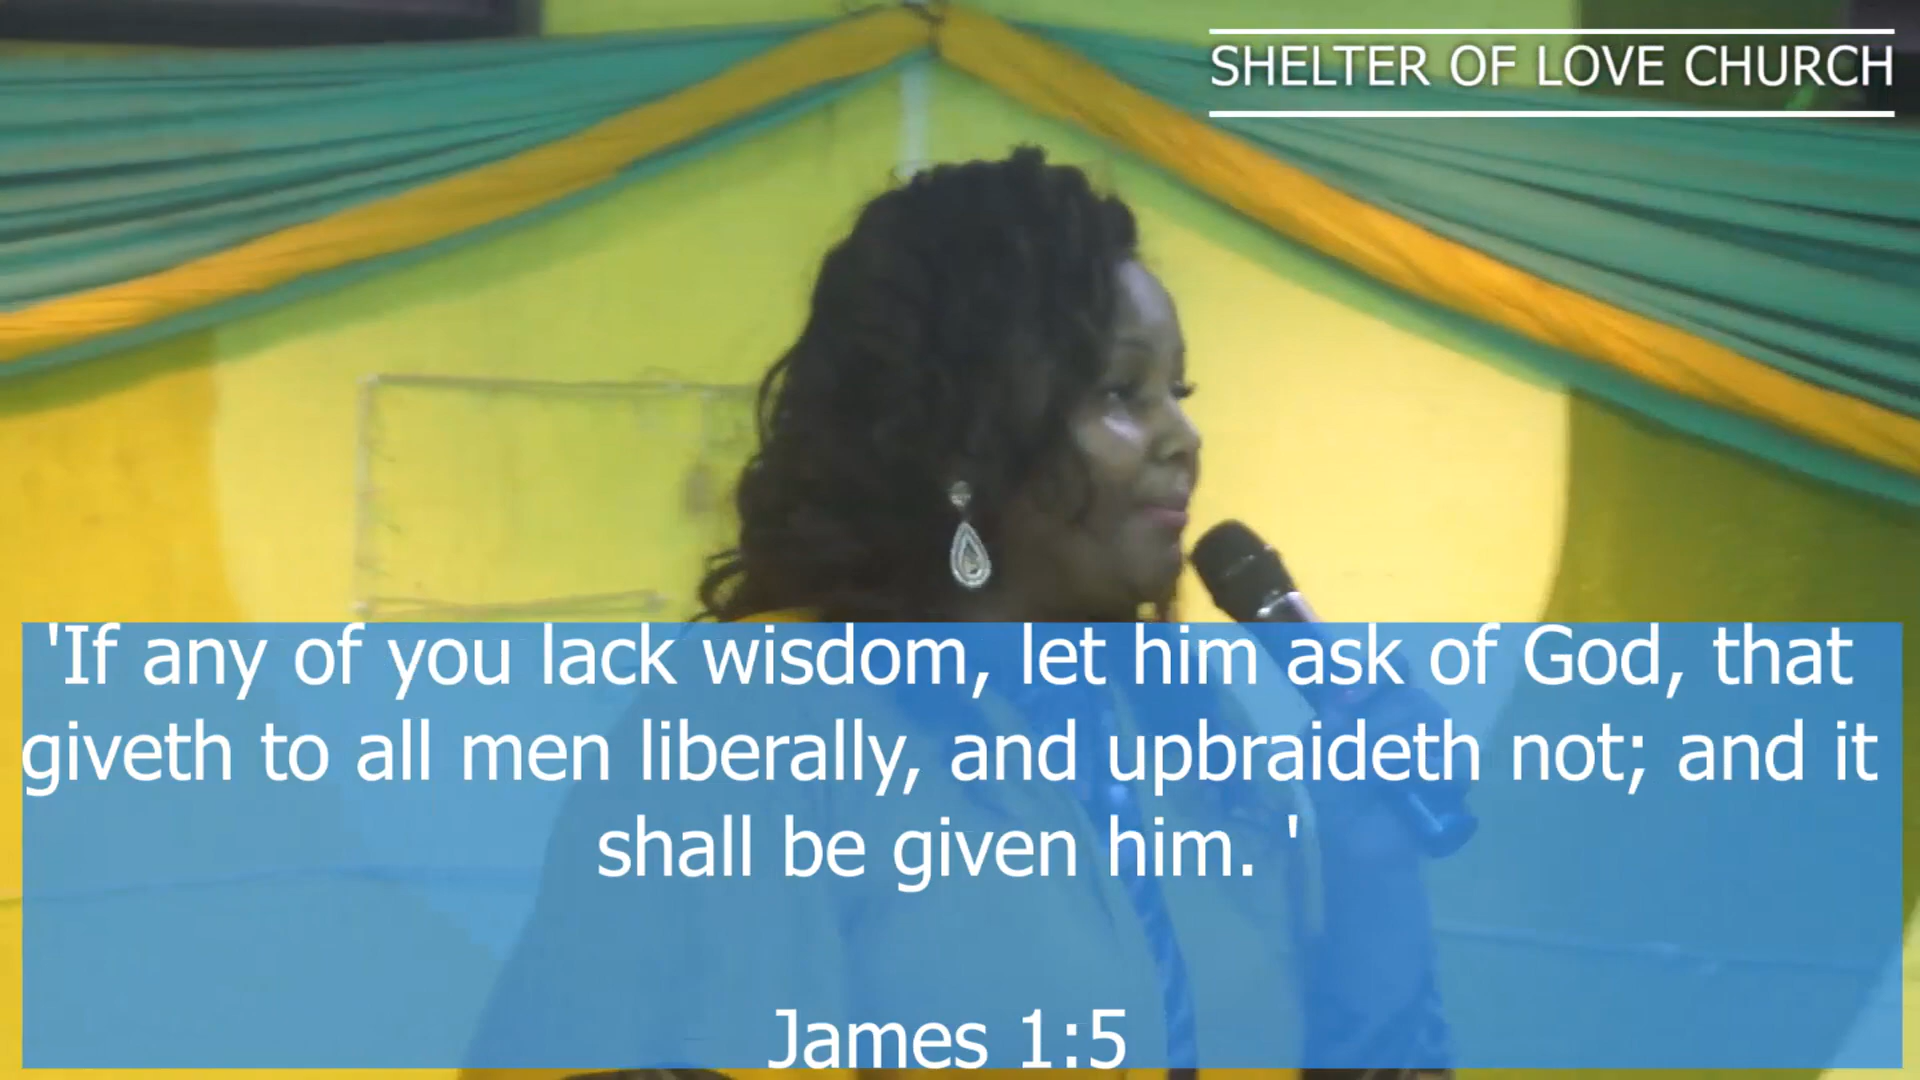 SHELTER OF LOVE CHURCH
'If any of you lack wisdom, let him ask of God, that
giveth to all men liberally, and upbraideth not; and it
shall be given him. '
James 1:5